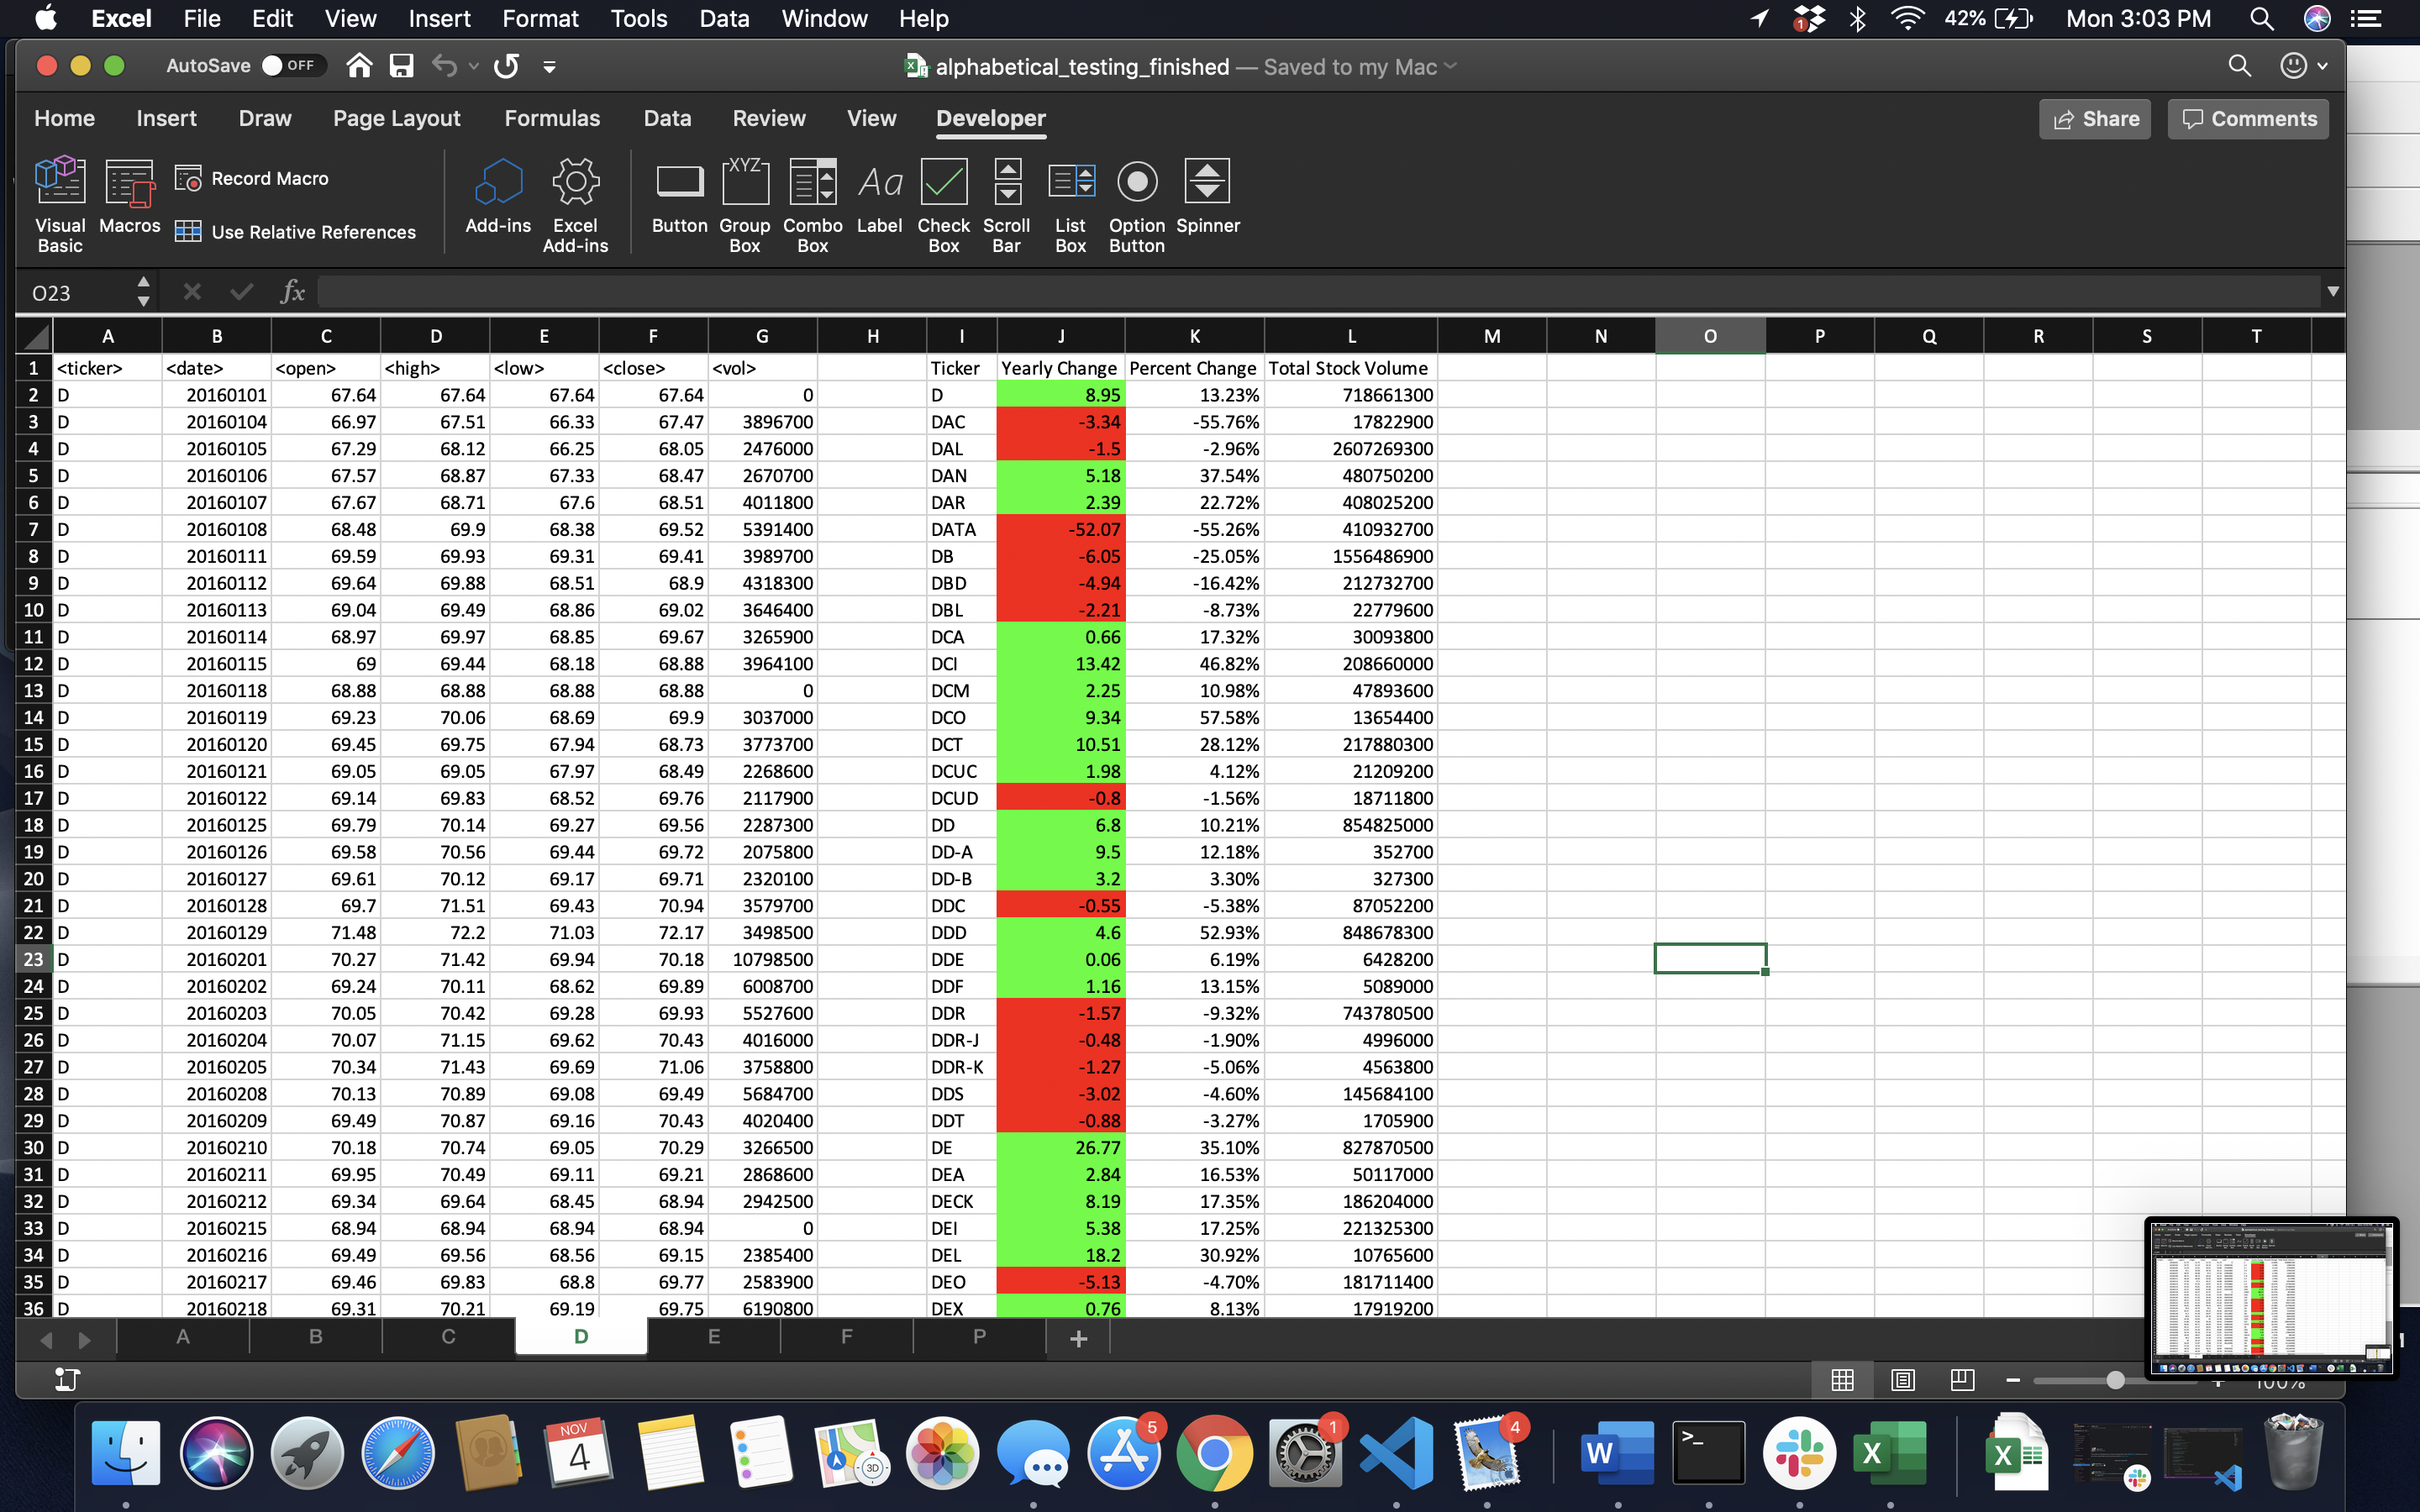 Excel File Edit View Insert Format Tools Data Window Help 1 42% Mon 3:03 PM
AutoSave OFF alphabetical_testing_finished — Saved to my Mac
Home Insert Draw Page Layout Formulas Data Review View Developer Share Comments
Visual Basic Macros Record Macro Use Relative References Add-ins Excel Add-ins Button XYZ Group Box Combo Box Aa Label Check Box Scroll Bar List Box Option Button Spinner
O23 fx
A B C D E F G H I J K L M N O P Q R S T
1 <ticker> <date> <open> <high> <low> <close> <vol> Ticker Yearly Change Percent Change Total Stock Volume
2 D 20160101 67.64 67.64 67.64 67.64 0 D 8.95 13.23% 718661300
3 D 20160104 66.97 67.51 66.33 67.47 3896700 DAC -3.34 -55.76% 17822900
4 D 20160105 67.29 68.12 66.25 68.05 2476000 DAL -1.5 -2.96% 2607269300
5 D 20160106 67.57 68.87 67.33 68.47 2670700 DAN 5.18 37.54% 480750200
6 D 20160107 67.67 68.71 67.6 68.51 4011800 DAR 2.39 22.72% 408025200
7 D 20160108 68.48 69.9 68.38 69.52 5391400 DATA -52.07 -55.26% 410932700
8 D 20160111 69.59 69.93 69.31 69.41 3989700 DB -6.05 -25.05% 1556486900
9 D 20160112 69.64 69.88 68.51 68.9 4318300 DBD -4.94 -16.42% 212732700
10 D 20160113 69.04 69.49 68.86 69.02 3646400 DBL -2.21 -8.73% 22779600
11 D 20160114 68.97 69.97 68.85 69.67 3265900 DCA 0.66 17.32% 30093800
12 D 20160115 69 69.44 68.18 68.88 3964100 DCI 13.42 46.82% 208660000
13 D 20160118 68.88 68.88 68.88 68.88 0 DCM 2.25 10.98% 47893600
14 D 20160119 69.23 70.06 68.69 69.9 3037000 DCO 9.34 57.58% 13654400
15 D 20160120 69.45 69.75 67.94 68.73 3773700 DCT 10.51 28.12% 217880300
16 D 20160121 69.05 69.05 67.97 68.49 2268600 DCUC 1.98 4.12% 21209200
17 D 20160122 69.14 69.83 68.52 69.76 2117900 DCUD -0.8 -1.56% 18711800
18 D 20160125 69.79 70.14 69.27 69.56 2287300 DD 6.8 10.21% 854825000
19 D 20160126 69.58 70.56 69.44 69.72 2075800 DD-A 9.5 12.18% 352700
20 D 20160127 69.61 70.12 69.17 69.71 2320100 DD-B 3.2 3.30% 327300
21 D 20160128 69.7 71.51 69.43 70.94 3579700 DDC -0.55 -5.38% 87052200
22 D 20160129 71.48 72.2 71.03 72.17 3498500 DDD 4.6 52.93% 848678300
23 D 20160201 70.27 71.42 69.94 70.18 10798500 DDE 0.06 6.19% 6428200
24 D 20160202 69.24 70.11 68.62 69.89 6008700 DDF 1.16 13.15% 5089000
25 D 20160203 70.05 70.42 69.28 69.93 5527600 DDR -1.57 -9.32% 743780500
26 D 20160204 70.07 71.15 69.62 70.43 4016000 DDR-J -0.48 -1.90% 4996000
27 D 20160205 70.34 71.43 69.69 71.06 3758800 DDR-K -1.27 -5.06% 4563800
28 D 20160208 70.13 70.89 69.08 69.49 5684700 DDS -3.02 -4.60% 145684100
29 D 20160209 69.49 70.87 69.16 70.43 4020400 DDT -0.88 -3.27% 1705900
30 D 20160210 70.18 70.74 69.05 70.29 3266500 DE 26.77 35.10% 827870500
31 D 20160211 69.95 70.49 69.11 69.21 2868600 DEA 2.84 16.53% 50117000
32 D 20160212 69.34 69.64 68.45 68.94 2942500 DECK 8.19 17.35% 186204000
33 D 20160215 68.94 68.94 68.94 68.94 0 DEI 5.38 17.25% 221325300
34 D 20160216 69.49 69.56 68.56 69.15 2385400 DEL 18.2 30.92% 10765600
35 D 20160217 69.46 69.83 68.8 69.77 2583900 DEO -5.13 -4.70% 181711400
36 D 20160218 69.31 70.21 69.19 69.75 6190800 DEX 0.76 8.13% 17919200
A B C D E F P +
100%
NOV 4 3D 5 1 4 W >_ X X